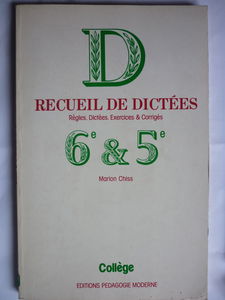 D
RECUEIL DE DICTÉES
Règles, Dictées, Exercices & Corrigés
6e & 5e
Marion Chiss
Collège
EDITIONS PEDAGOGIE MODERNE